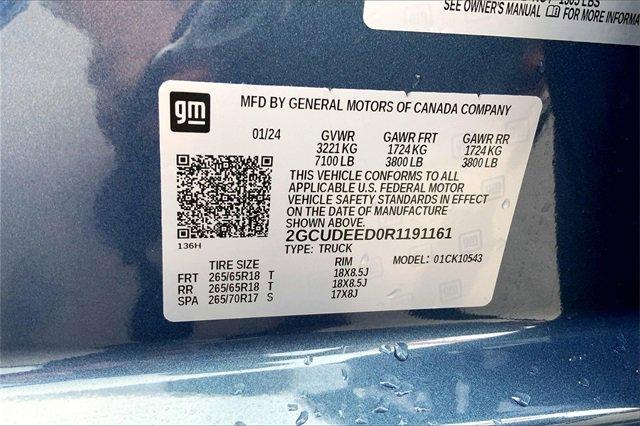 1305 LBS
SEE OWNER'S MANUAL FOR MORE
gm
MFD BY GENERAL MOTORS OF CANADA COMPANY
01/24 GVWR GAWR FRT GAWR RR
3221 KG 1724 KG 1724 KG
7100 LB 3800 LB 3800 LB
THIS VEHICLE CONFORMS TO ALL
APPLICABLE U.S. FEDERAL MOTOR
VEHICLE SAFETY STANDARDS IN EFFECT
ON THE DATE OF MANUFACTURE
SHOWN ABOVE.
2GCUDEED0R1191161
136H
TYPE: TRUCK
TIRE SIZE RIM MODEL: 01CK10543
FRT 265/65R18 T 18X8.5J
RR 265/65R18 T 18X8.5J
SPA 265/70R17 S 17X8J